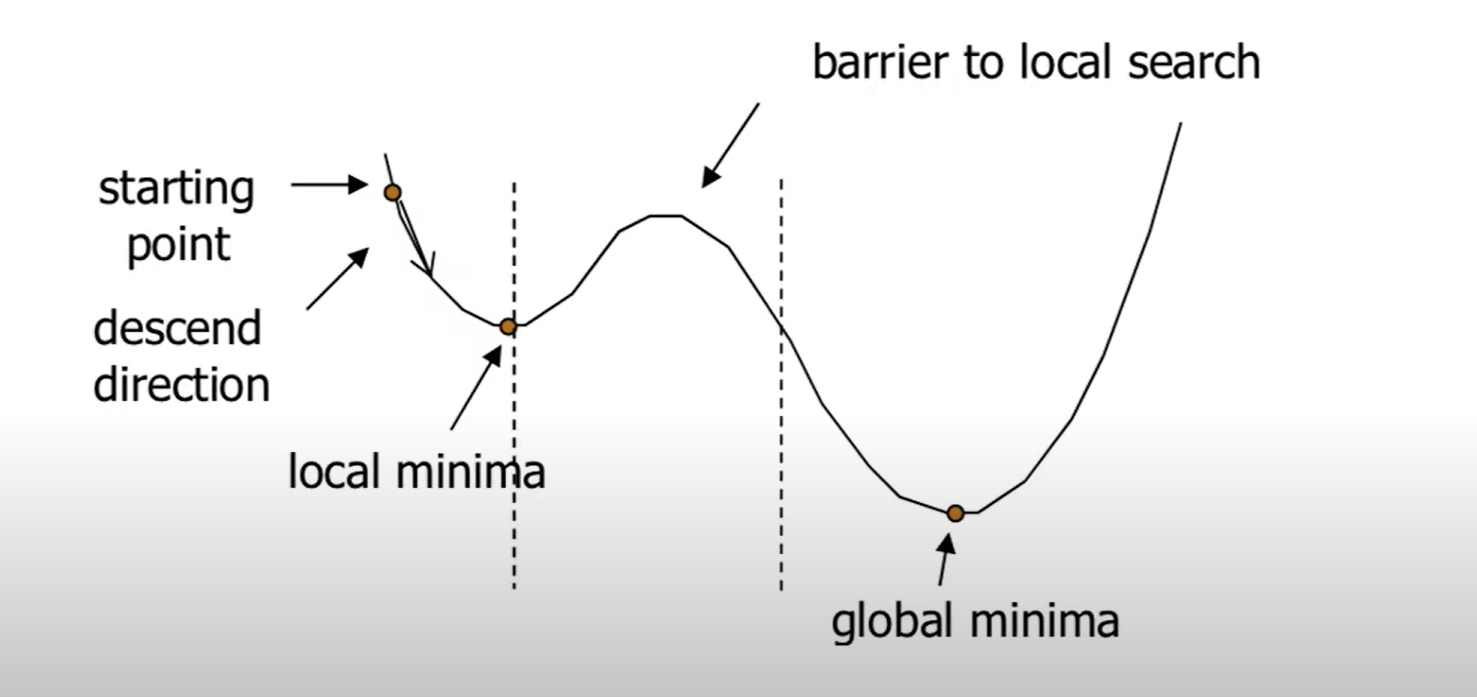 barrier to local search
starting
point
descend
direction
local minima
global minima